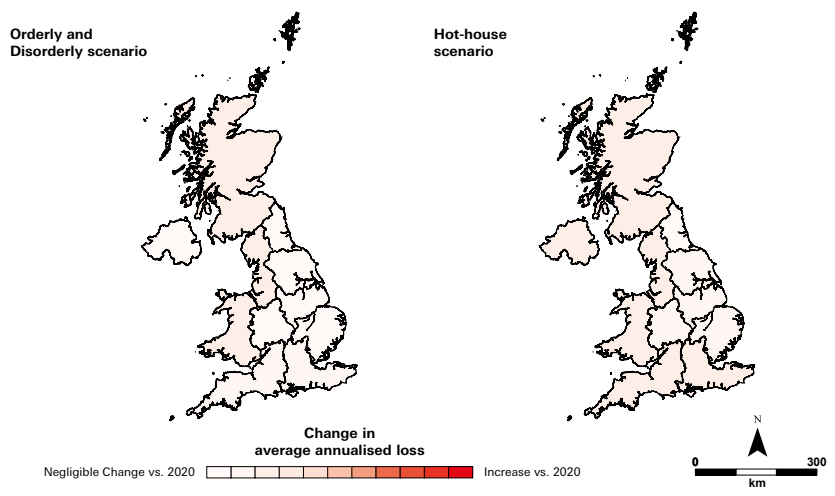 Orderly and
Disorderly scenario
Hot-house
scenario
Change in
average annualised loss
Negligible Change vs. 2020
Increase vs. 2020
N
0
300
km